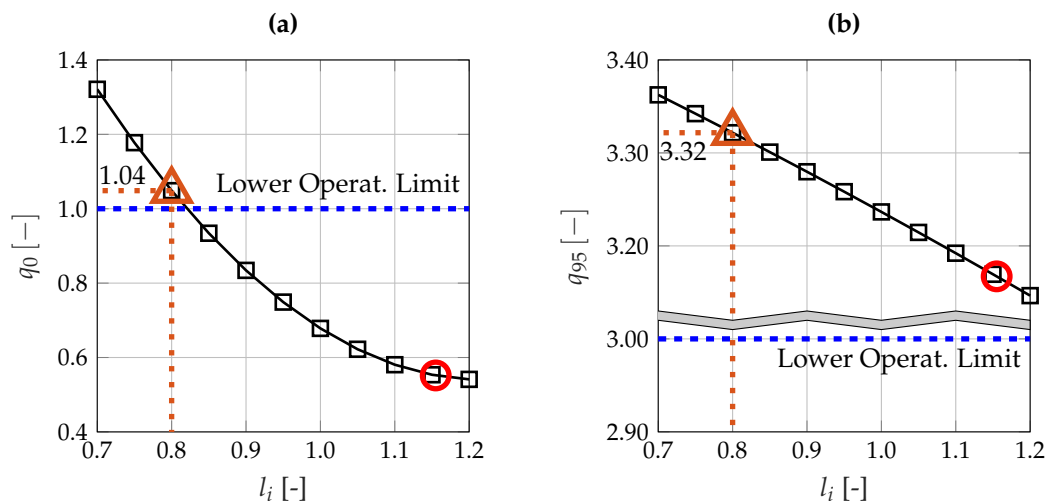 (a)
1.4
1.2
1.0
0.8
0.6
0.4
q0 [−]
1.04
Lower Operat. Limit
0.7 0.8 0.9 1.0 1.1 1.2
li [-]
(b)
3.40
3.30
3.20
3.00
2.90
q95 [−]
3.32
Lower Operat. Limit
0.7 0.8 0.9 1.0 1.1 1.2
li [-]